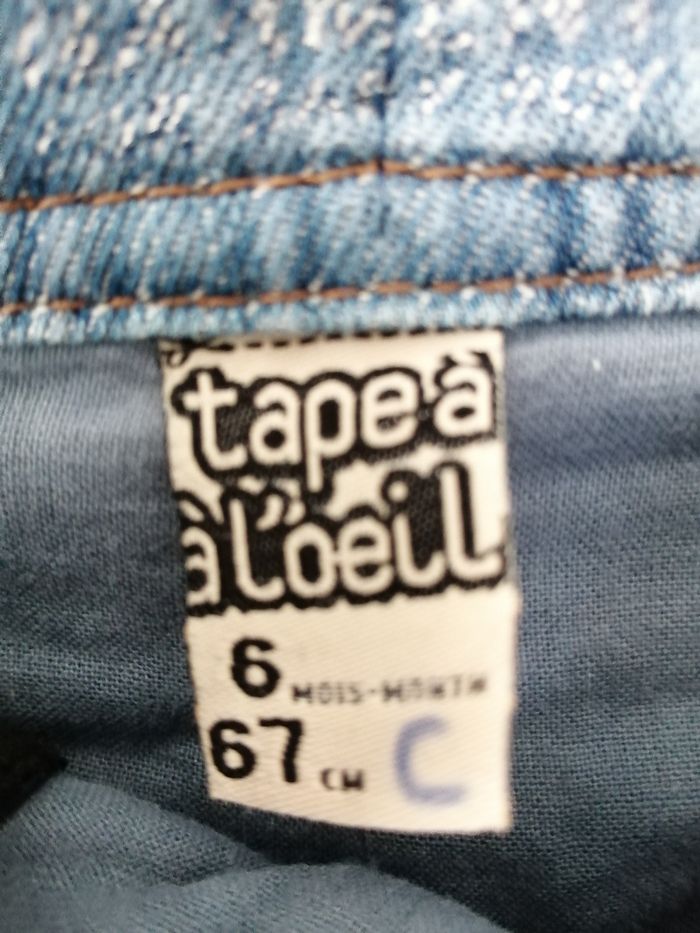 tape à
à l'oeil
6 MOIS-MONTH
67 CM C